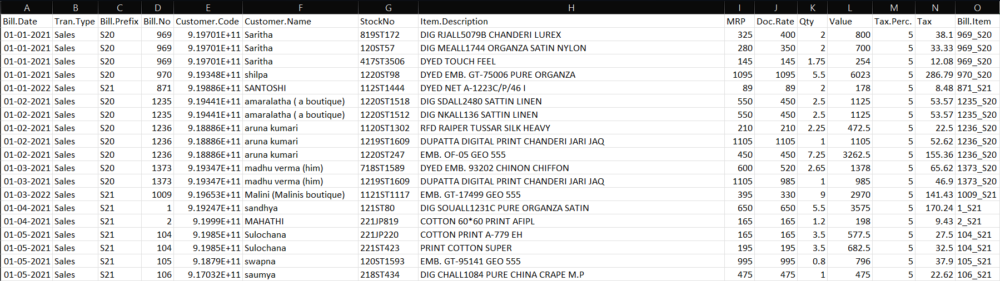 A B C D E F G H I J K L M N O
Bill.Date Tran.Type Bill.Prefix Bill.No Customer.Code Customer.Name StockNo Item.Description MRP Doc.Rate Qty Value Tax.Perc. Tax Bill.Item
01-01-2021 Sales S20 969 9.19701E+11 Saritha 819ST172 DIG RJALL5079B CHANDERI LUREX 325 400 2 800 5 38.1 969_S20
01-01-2021 Sales S20 969 9.19701E+11 Saritha 120ST57 DIG MEALL1744 ORGANZA SATIN NYLON 280 350 2 700 5 33.33 969_S20
01-01-2021 Sales S20 969 9.19701E+11 Saritha 417ST3506 DYED TOUCH FEEL 145 145 1.75 254 5 12.08 969_S20
01-01-2021 Sales S20 970 9.19348E+11 shilpa 1220ST98 DYED EMB. GT-75006 PURE ORGANZA 1095 1095 5.5 6023 5 286.79 970_S20
01-01-2022 Sales S21 871 9.19886E+11 SANTOSHI 112ST1444 DYED NET A-1223C/P/46 I 89 89 2 178 5 8.48 871_S21
01-02-2021 Sales S20 1235 9.19441E+11 amaralatha ( a boutique) 1220ST1518 DIG SDALL2480 SATTIN LINEN 550 450 2.5 1125 5 53.57 1235_S20
01-02-2021 Sales S20 1235 9.19441E+11 amaralatha ( a boutique) 1220ST1512 DIG NKALL136 SATTIN LINEN 550 450 2.5 1125 5 53.57 1235_S20
01-02-2021 Sales S20 1236 9.18886E+11 aruna kumari 1120ST1302 RFD RAIPER TUSSAR SILK HEAVY 210 210 2.25 472.5 5 22.5 1236_S20
01-02-2021 Sales S20 1236 9.18886E+11 aruna kumari 1219ST1609 DUPATTA DIGITAL PRINT CHANDERI JARI JAQ 1105 1105 1 1105 5 52.62 1236_S20
01-02-2021 Sales S20 1236 9.18886E+11 aruna kumari 1220ST247 EMB. OF-05 GEO 555 450 450 7.25 3262.5 5 155.36 1236_S20
01-03-2021 Sales S20 1373 9.19347E+11 madhu verma (him) 718ST1589 DYED EMB. 93202 CHINON CHIFFON 600 520 2.65 1378 5 65.62 1373_S20
01-03-2021 Sales S20 1373 9.19347E+11 madhu verma (him) 1219ST1609 DUPATTA DIGITAL PRINT CHANDERI JARI JAQ 1105 985 1 985 5 46.9 1373_S20
01-03-2022 Sales S21 1009 9.19653E+11 Malini (Malinis boutique) 1121ST1117 EMB. GT-17499 GEO 555 395 330 9 2970 5 141.43 1009_S21
01-04-2021 Sales S21 1 9.19247E+11 sandhya 121ST80 DIG SOUALL1231C PURE ORGANZA SATIN 650 650 5.5 3575 5 170.24 1_S21
01-04-2021 Sales S21 2 9.1999E+11 MAHATHI 221JP819 COTTON 60*60 PRINT AFIPL 165 165 1.2 198 5 9.43 2_S21
01-05-2021 Sales S21 104 9.1985E+11 Sulochana 221JP220 COTTON PRINT A-779 EH 165 165 3.5 577.5 5 27.5 104_S21
01-05-2021 Sales S21 104 9.1985E+11 Sulochana 221ST423 PRINT COTTON SUPER 195 195 3.5 682.5 5 32.5 104_S21
01-05-2021 Sales S21 105 9.1879E+11 swapna 120ST1593 EMB. GT-95141 GEO 555 995 995 0.8 796 5 37.9 105_S21
01-05-2021 Sales S21 106 9.17032E+11 saumya 218ST434 DIG CHALL1084 PURE CHINA CRAPE M.P 475 475 1 475 5 22.62 106_S21